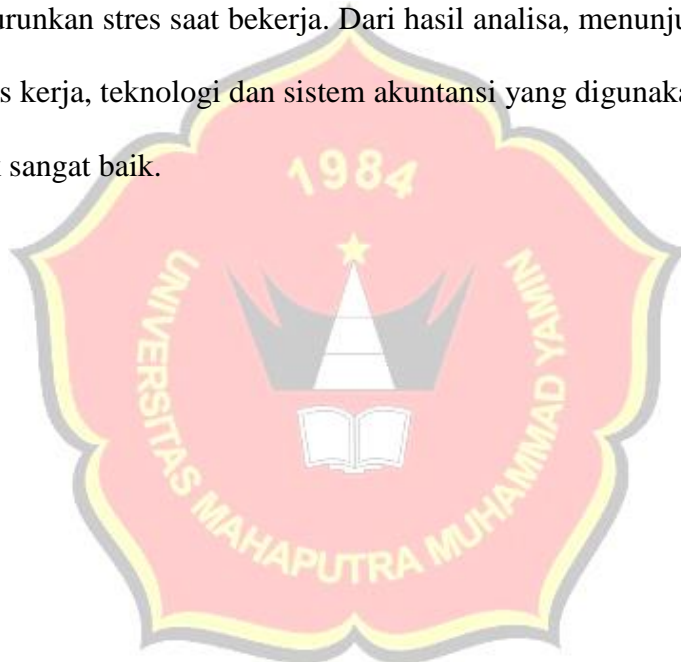 urunkan stres saat bekerja. Dari hasil analisa, menunju
s kerja, teknologi dan sistem akuntansi yang digunaka
sangat baik.
1984
UNIVERSITAS MAHAPUTRA MUHAMMAD YAMIN